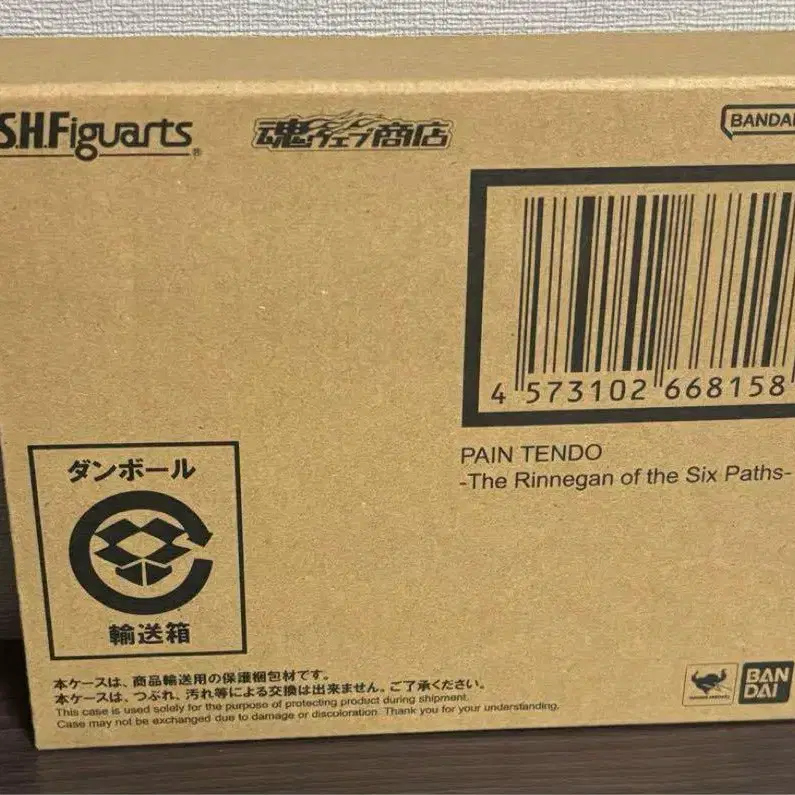 S.H.Figuarts®
魂ウェブ商店
BANDAI
4 573102 668158
PAIN TENDO
-The Rinnegan of the Six Paths-
ダンボール
輸送箱
本ケースは、商品輸送用の保護梱包材です。
本ケースは、つぶれ、汚れ等による交換は出来ません。ご了承ください。
This case is used solely for the purpose of protecting product during shipment.
Case may not be exchanged due to damage or discoloration. Thank you for your understanding.
BAN
DAI